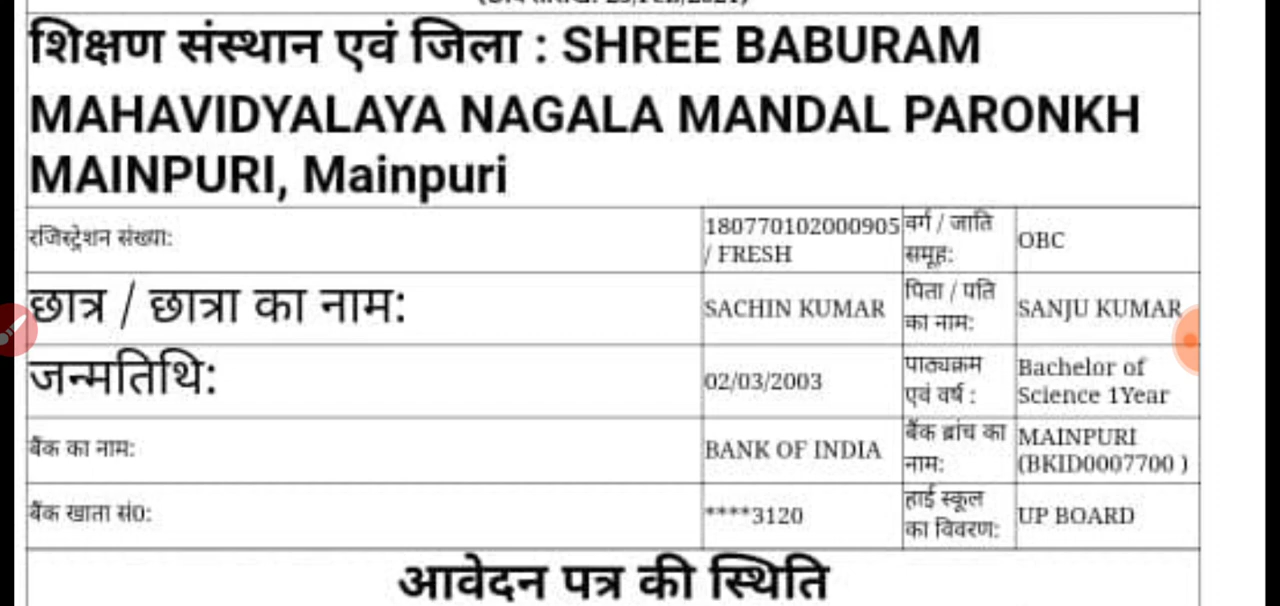 शिक्षण संस्थान एवं जिला : SHREE BABURAM
MAHAVIDYALAYA NAGALA MANDAL PARONKH
MAINPURI, Mainpuri
रजिस्ट्रेशन संख्या: 180770102000905 / FRESH वर्ग / जाति समूह: OBC
छात्र / छात्रा का नाम: SACHIN KUMAR पिता / पति का नाम: SANJU KUMAR
जन्मतिथि: 02/03/2003 पाठ्यक्रम एवं वर्ष : Bachelor of Science 1Year
बैंक का नाम: BANK OF INDIA बैंक ब्रांच का नाम: MAINPURI (BKID0007700 )
बैंक खाता सं0: ****3120 हाई स्कूल का विवरण: UP BOARD
आवेदन पत्र की स्थिति